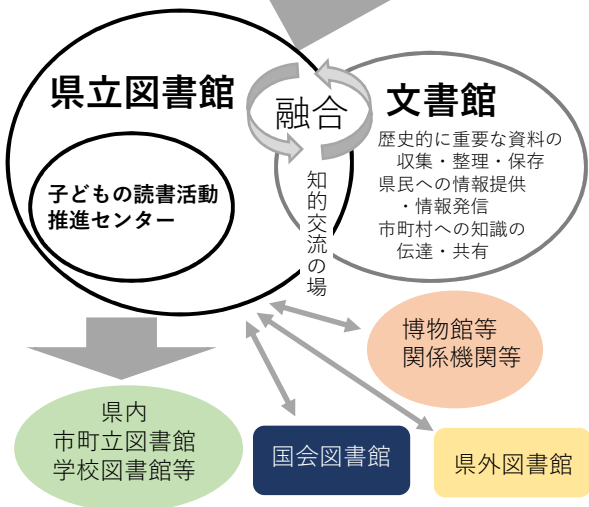 県立図書館
子どもの読書活動
推進センター
融合
知的交流の場
文書館
歴史的に重要な資料の
収集・整理・保存
県民への情報提供
・情報発信
市町村への知識の
伝達・共有
博物館等
関係機関等
県内
市町立図書館
学校図書館等
国会図書館
県外図書館